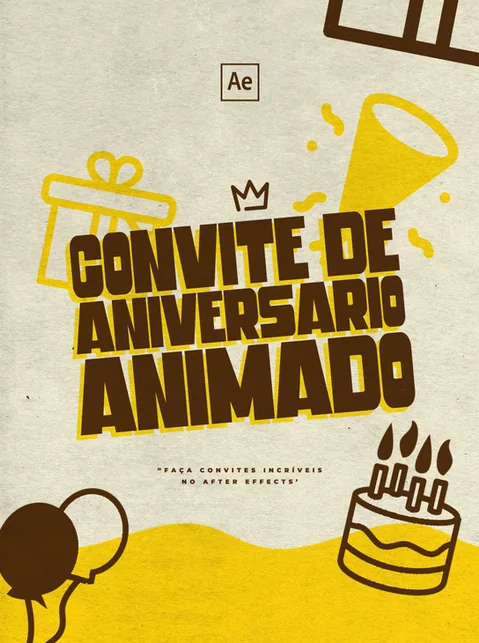 Ae
CONVITE DE
ANIVERSARIO
ANIMADO
"FAÇA CONVITES INCRÍVEIS
NO AFTER EFFECTS'